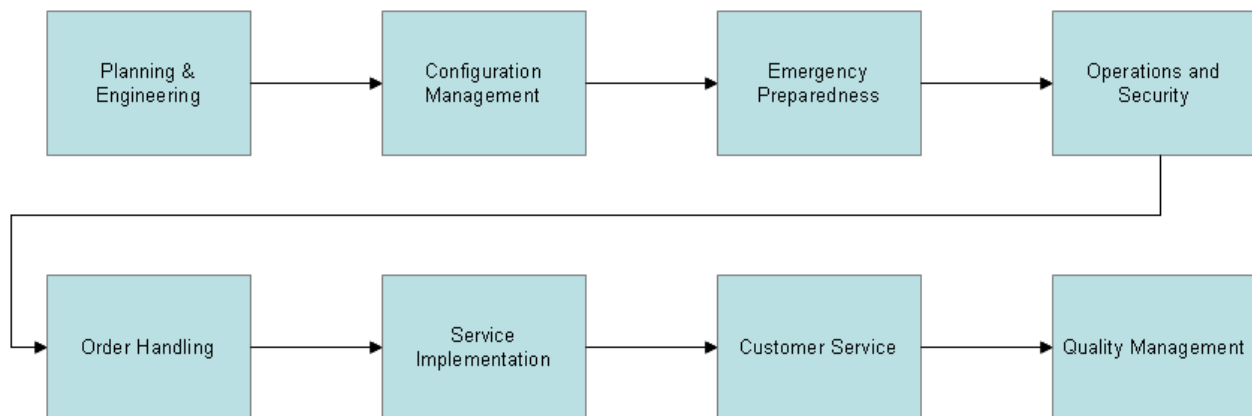 Planning &
Engineering
Configuration
Management
Emergency
Preparedness
Operations and
Security
Order Handling
Service
Implementation
Customer Service
Quality Management